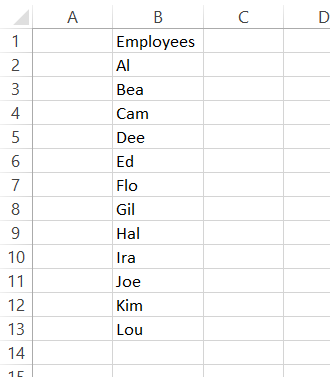 A B C D
1 Employees
2 Al
3 Bea
4 Cam
5 Dee
6 Ed
7 Flo
8 Gil
9 Hal
10 Ira
11 Joe
12 Kim
13 Lou
14
15